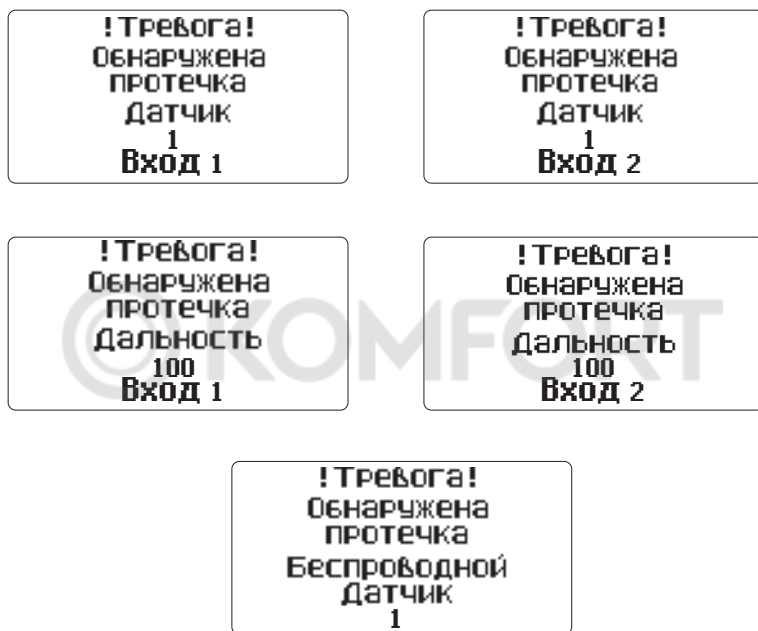 !Тревога!
Обнаружена
протечка
Датчик
1
Вход 1
!Тревога!
Обнаружена
протечка
Датчик
1
Вход 2
!Тревога!
Обнаружена
протечка
Дальность
100
Вход 1
!Тревога!
Обнаружена
протечка
Дальность
100
Вход 2
KOMFORT
!Тревога!
Обнаружена
протечка
Беспроводной
Датчик
1